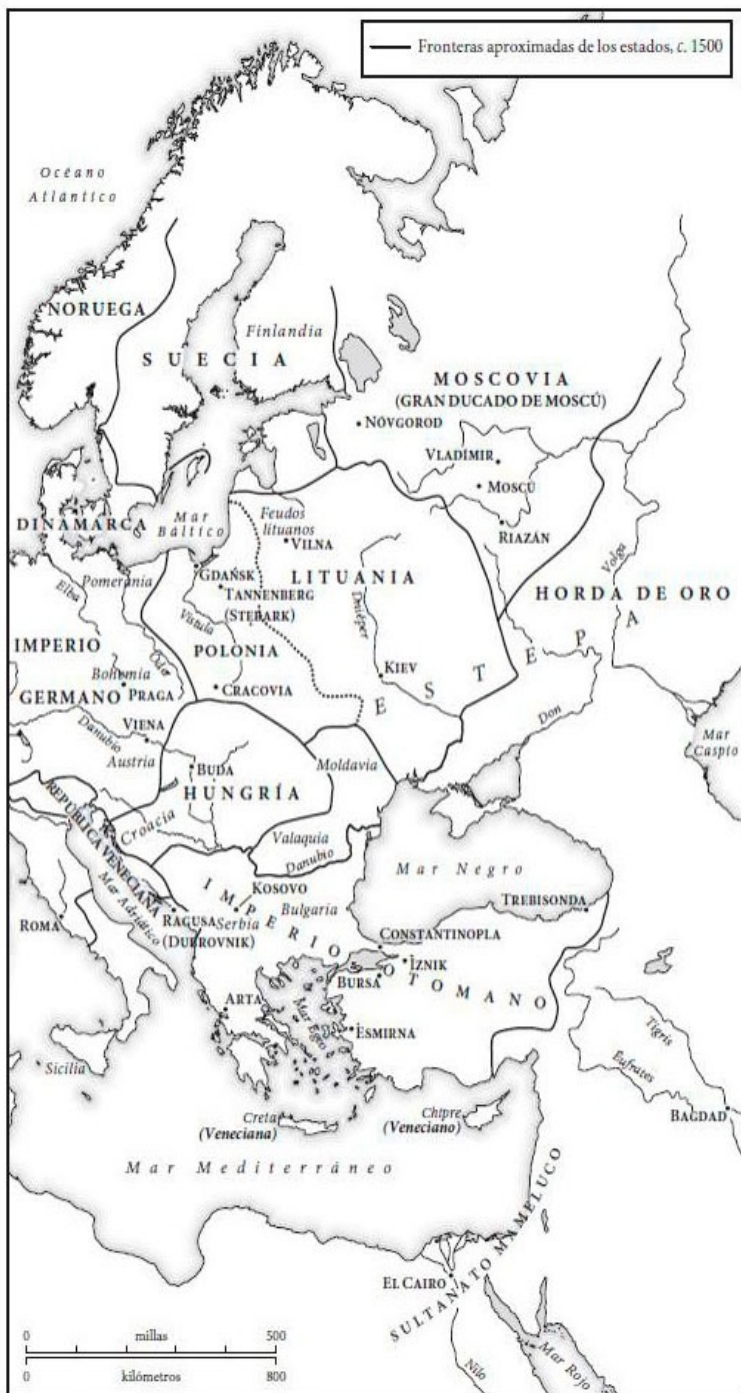 Fronteras aproximadas de los estados, c. 1500
Océano
Atlántico
NORUEGA
Finlandia
SUECIA
MOSCOVIA
(GRAN DUCADO DE MOSCÚ)
NÓVGOROD
VLADÍMIR
MOSCÚ
RIAZÁN
DINAMARCA
Mar
Báltico
Feudos
lituanos
VILNA
Volga
Pomerania
GDAŃSK
LITUANIA
Elba
TANNENBERG
(STĘBARK)
Dniéper
HORDA DE ORO
Vístula
IMPERIO
GERMANO
POLONIA
Óder
Bohemia
PRAGA
CRACOVIA
KIEV
ESTEPA
Don
Mar
Caspio
VIENA
Danubio
Austria
BUDA
Moldavia
HUNGRÍA
REPÚBLICA VENECIANA
Croacia
Valaquia
Danubio
Mar Negro
Mar Adriático
IMPERIO OTOMANO
KOSOVO
Bulgaria
TREBISONDA
ROMA
RAGUSA
(DUBROVNIK)
Serbia
CONSTANTINOPLA
ÍZNIK
BURSA
ARTA
Mar Egeo
ESMIRNA
Tigris
Éufrates
Sicilia
BAGDAD
Creta
(Veneciana)
Chipre
(Veneciano)
Mar Mediterráneo
SULTANATO MAMELUCO
EL CAIRO
Nilo
Mar Rojo
0 millas 500
0 kilómetros 800